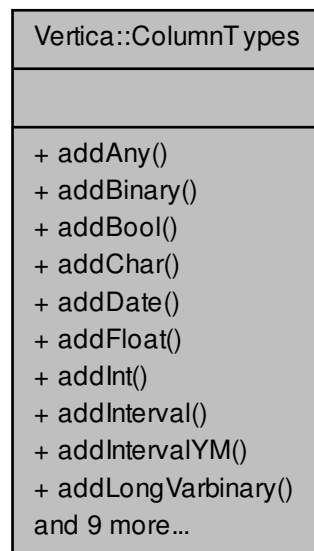 Vertica::ColumnTypes
+ addAny()
+ addBinary()
+ addBool()
+ addChar()
+ addDate()
+ addFloat()
+ addInt()
+ addInterval()
+ addIntervalYM()
+ addLongVarbinary()
and 9 more...